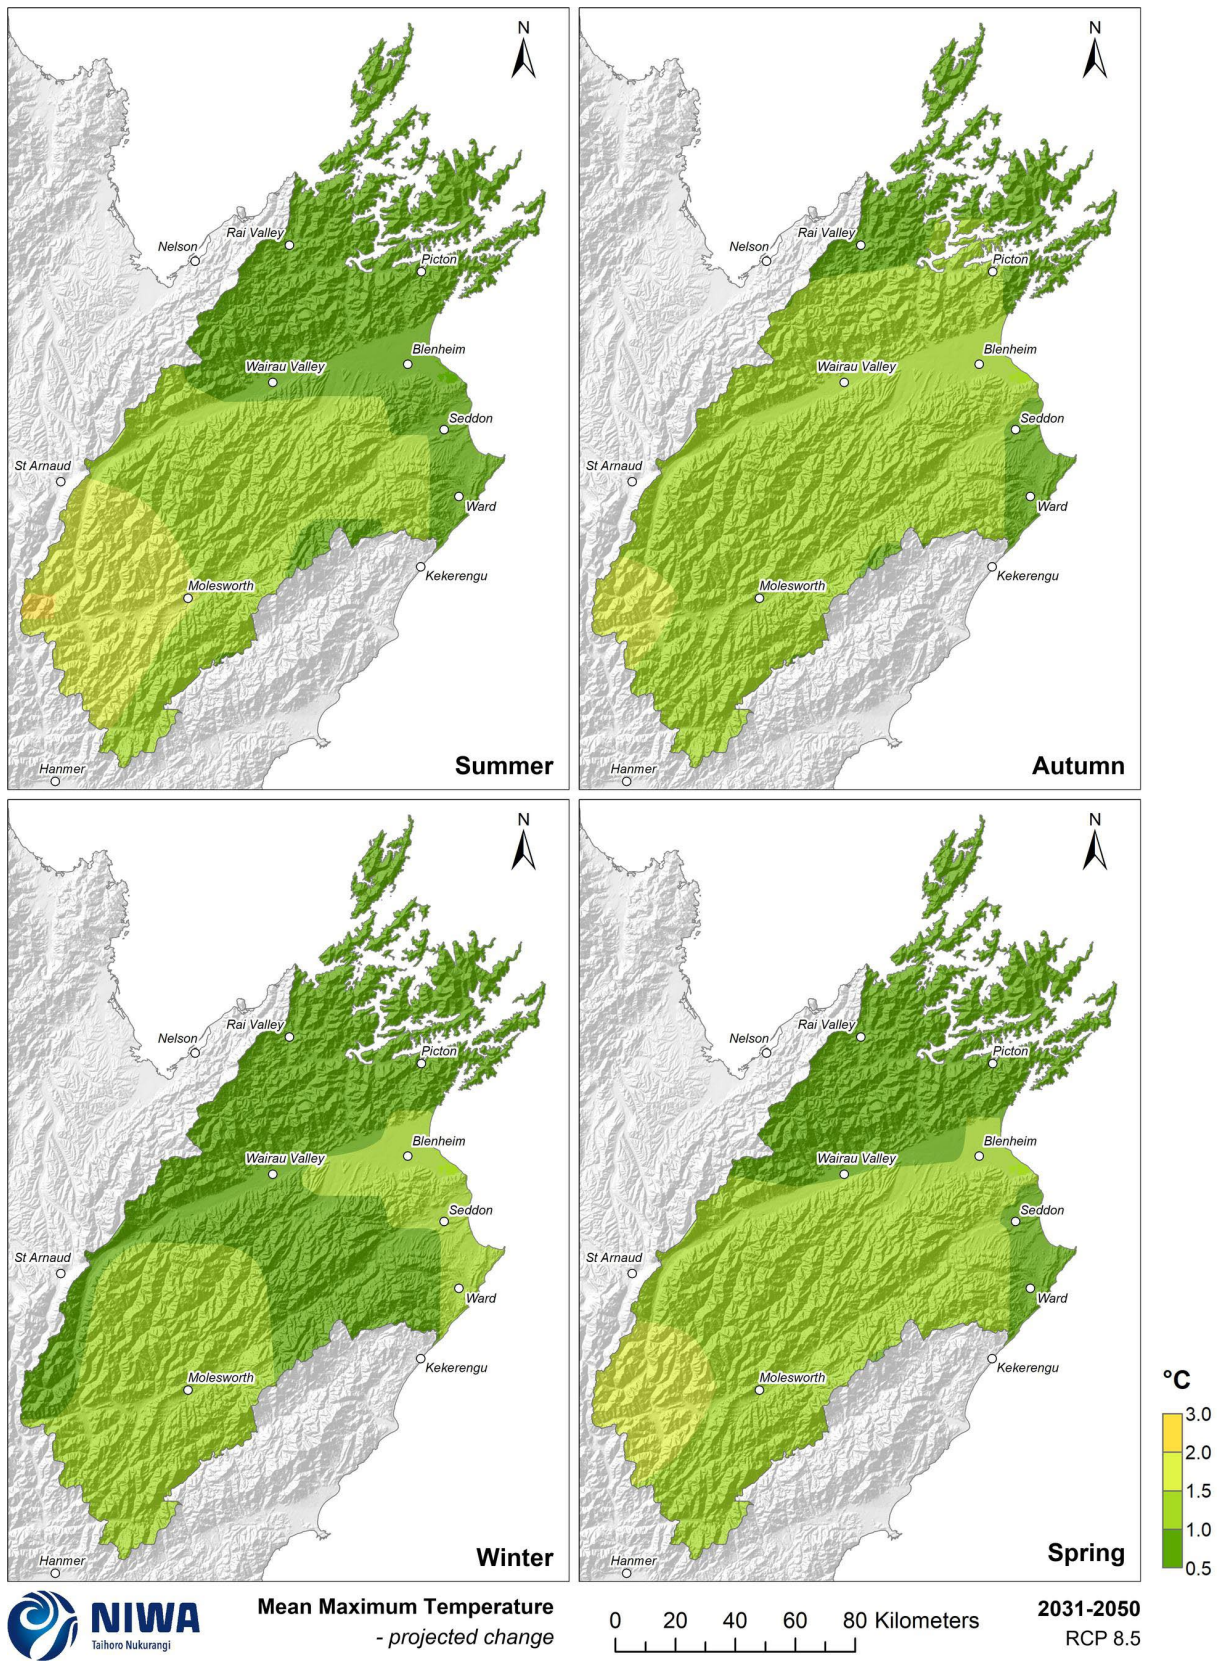 N
Rai Valley
Nelson
Picton
Blenheim
Wairau Valley
Seddon
St Arnaud
Ward
Kekerengu
Molesworth
Hanmer
Summer
N
Rai Valley
Nelson
Picton
Blenheim
Wairau Valley
Seddon
St Arnaud
Ward
Kekerengu
Molesworth
Hanmer
Autumn
N
Rai Valley
Nelson
Picton
Blenheim
Wairau Valley
Seddon
St Arnaud
Ward
Kekerengu
Molesworth
Hanmer
Winter
N
Rai Valley
Nelson
Picton
Blenheim
Wairau Valley
Seddon
St Arnaud
Ward
Kekerengu
Molesworth
Hanmer
Spring
°C
3.0
2.0
1.5
1.0
0.5
NIWA
Taihoro Nukurangi
Mean Maximum Temperature
- projected change
0 20 40 60 80 Kilometers
2031-2050
RCP 8.5